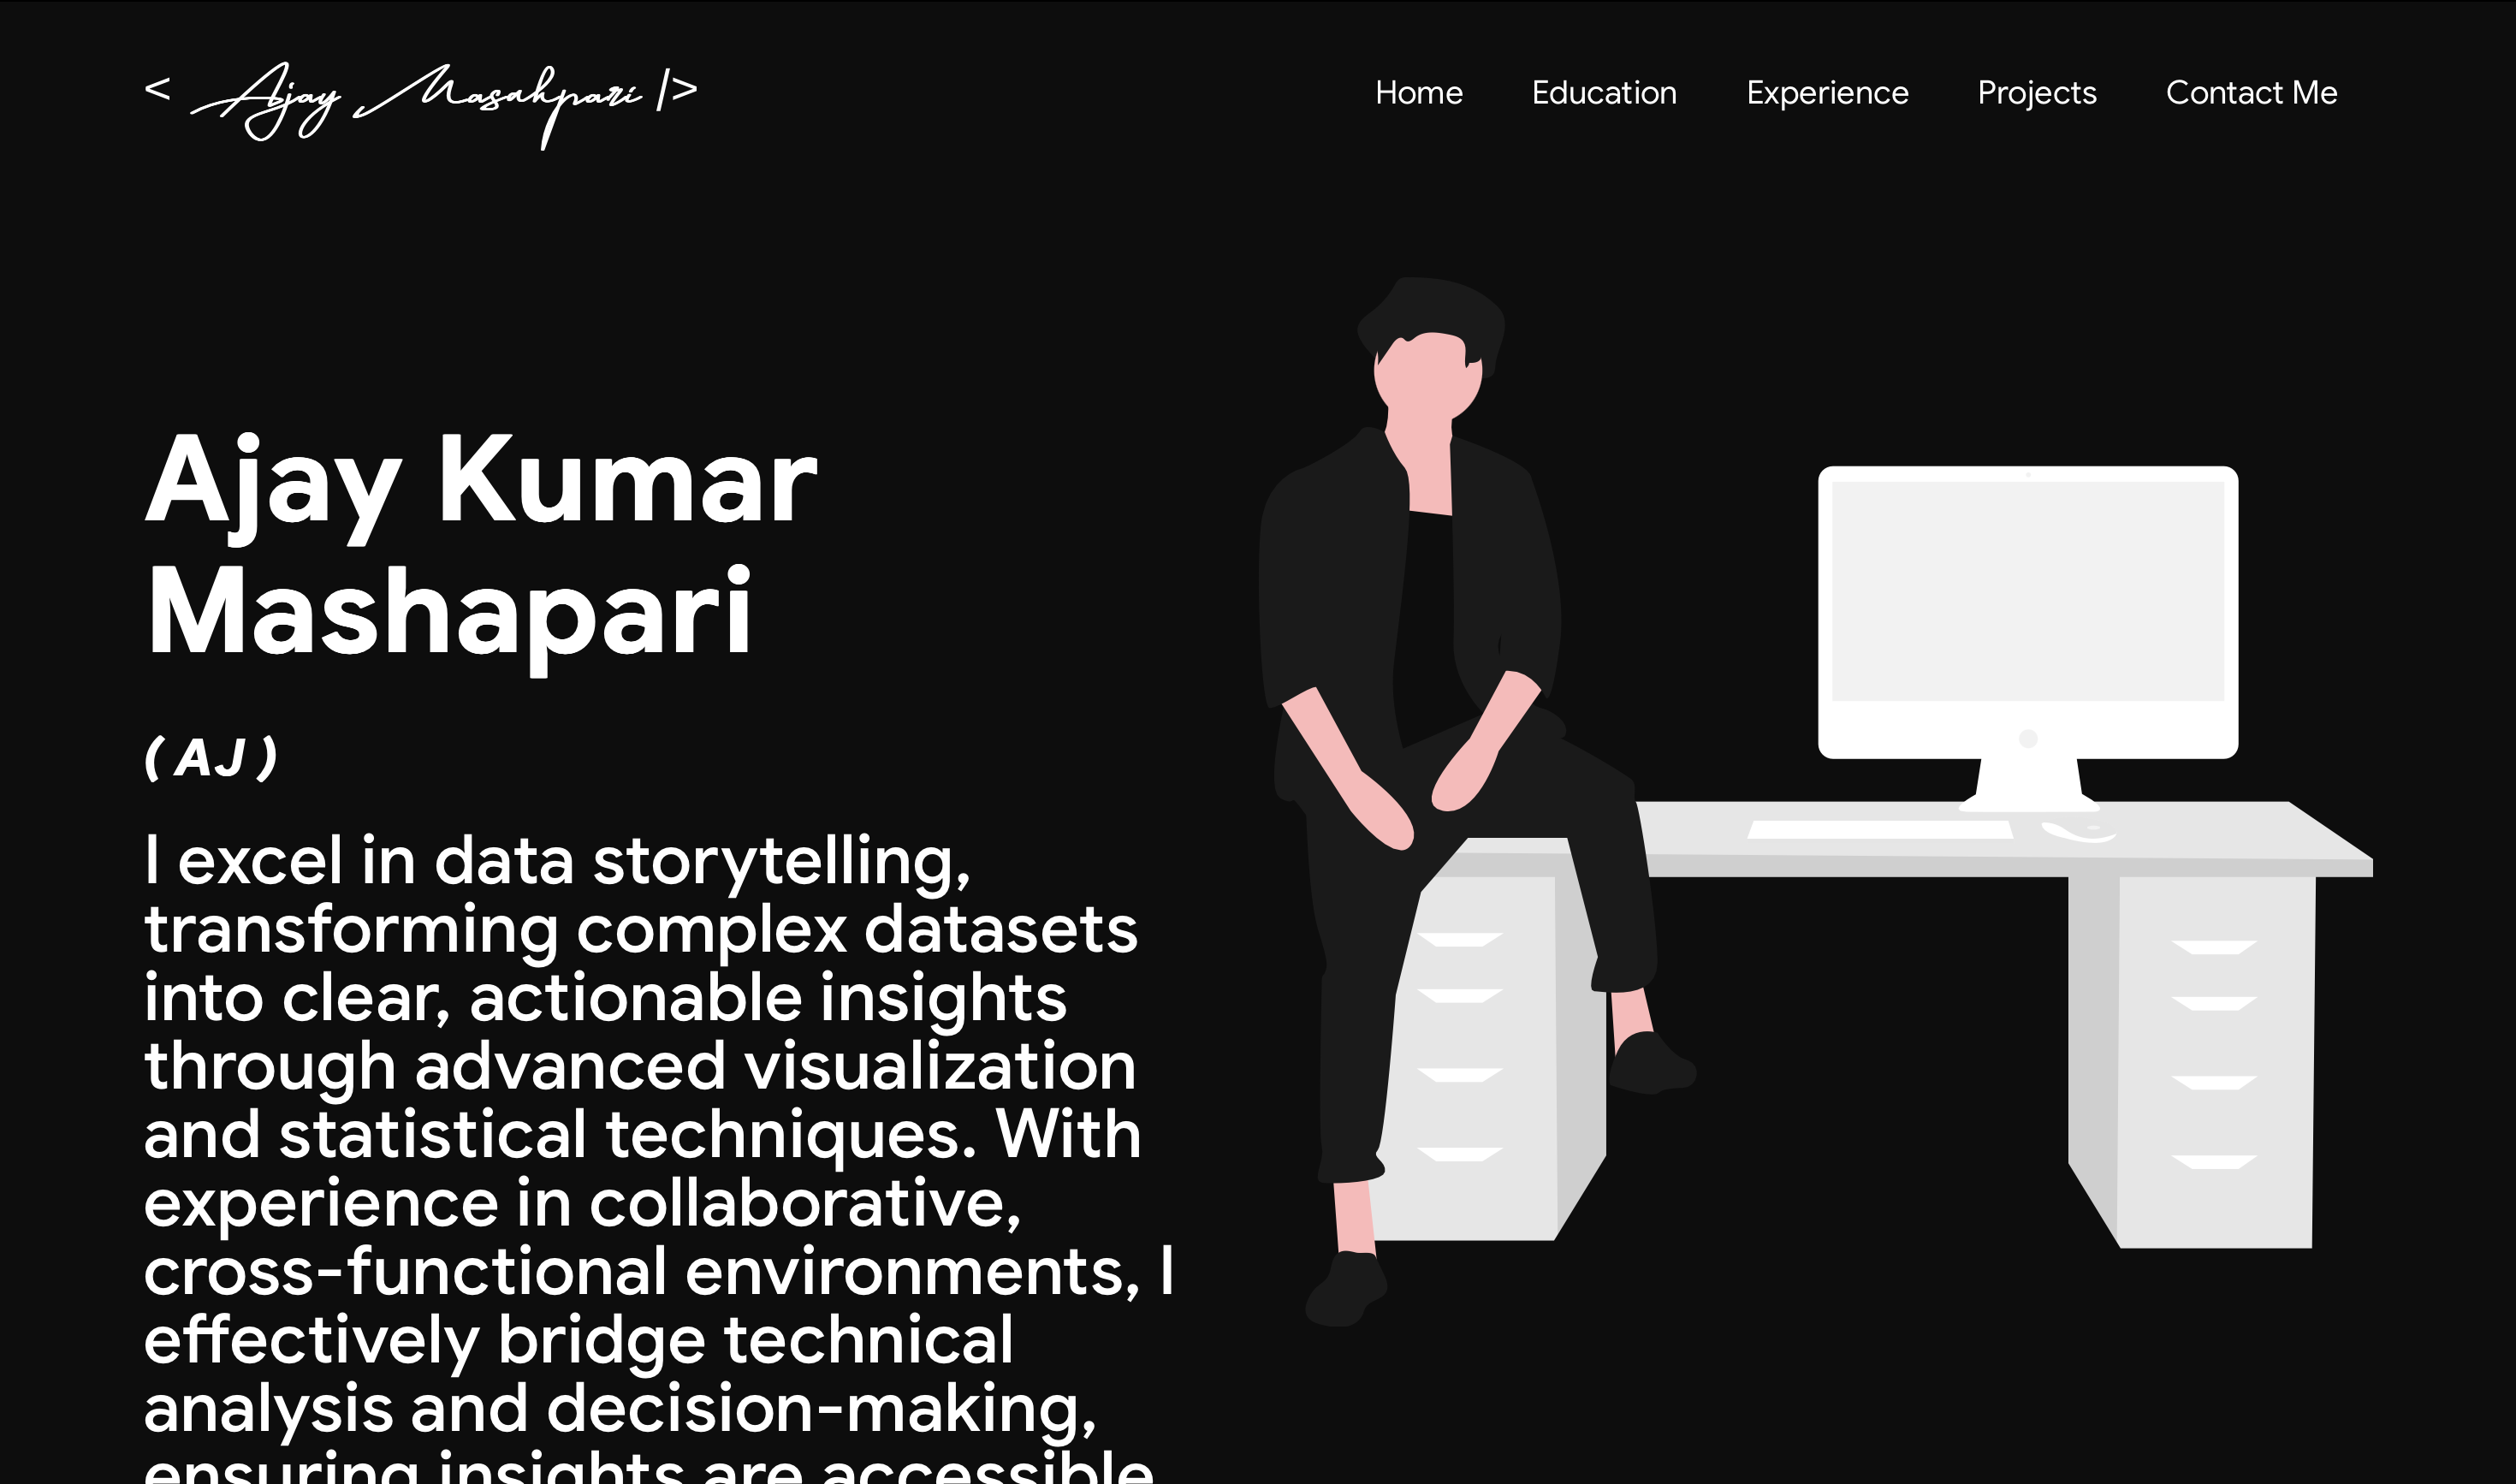 < Ajay Masahpari />
Home Education Experience Projects Contact Me
Ajay Kumar
Mashapari
( AJ )
I excel in data storytelling,
transforming complex datasets
into clear, actionable insights
through advanced visualization
and statistical techniques. With
experience in collaborative,
cross-functional environments, I
effectively bridge technical
analysis and decision-making,
ensuring insights are accessible